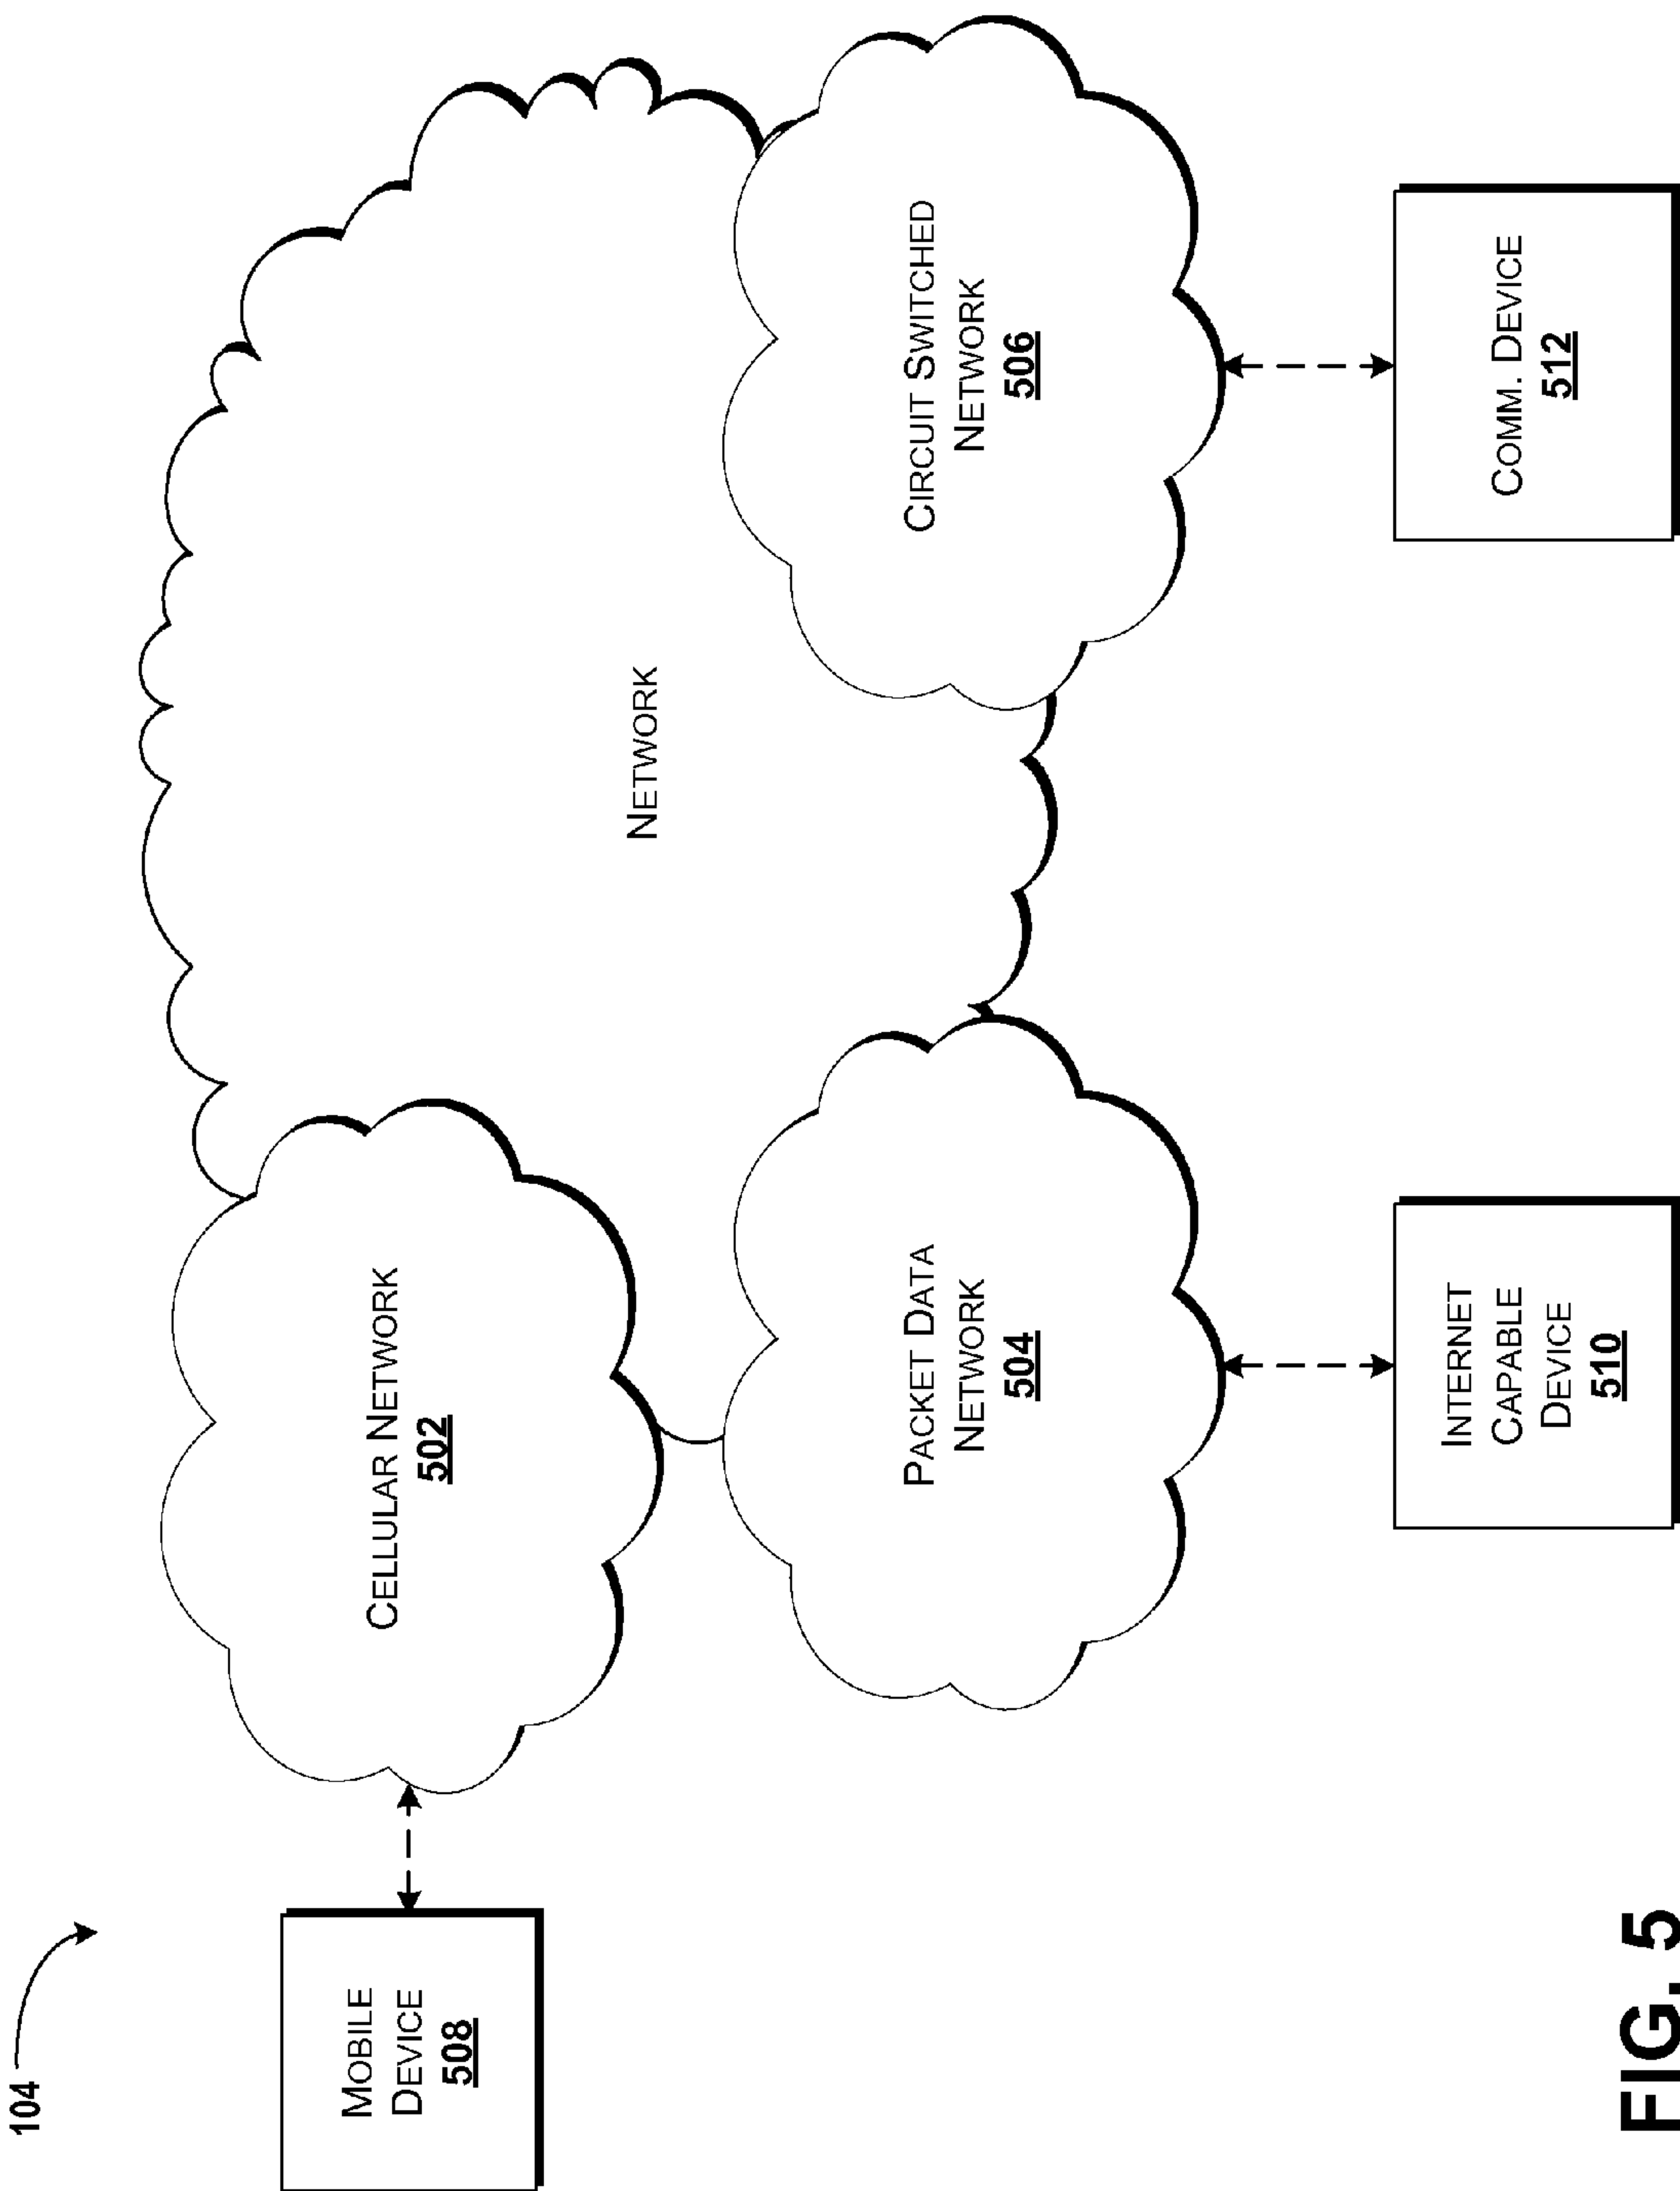 104
MOBILE
DEVICE
508
CELLULAR NETWORK
502
NETWORK
PACKET DATA
NETWORK
504
CIRCUIT SWITCHED
NETWORK
506
INTERNET
CAPABLE
DEVICE
510
COMM. DEVICE
512
FIG. 5